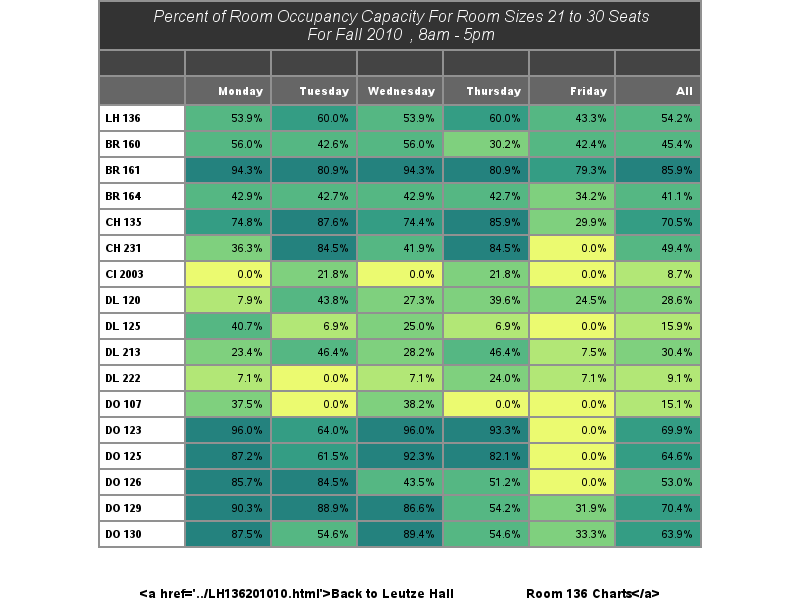 Percent of Room Occupancy Capacity For Room Sizes 21 to 30 Seats
For Fall 2010 , 8am - 5pm
Monday Tuesday Wednesday Thursday Friday All
LH 136 53.9% 60.0% 53.9% 60.0% 43.3% 54.2%
BR 160 56.0% 42.6% 56.0% 30.2% 42.4% 45.4%
BR 161 94.3% 80.9% 94.3% 80.9% 79.3% 85.9%
BR 164 42.9% 42.7% 42.9% 42.7% 34.2% 41.1%
CH 135 74.8% 87.6% 74.4% 85.9% 29.9% 70.5%
CH 231 36.3% 84.5% 41.9% 84.5% 0.0% 49.4%
CI 2003 0.0% 21.8% 0.0% 21.8% 0.0% 8.7%
DL 120 7.9% 43.8% 27.3% 39.6% 24.5% 28.6%
DL 125 40.7% 6.9% 25.0% 6.9% 0.0% 15.9%
DL 213 23.4% 46.4% 28.2% 46.4% 7.5% 30.4%
DL 222 7.1% 0.0% 7.1% 24.0% 7.1% 9.1%
DO 107 37.5% 0.0% 38.2% 0.0% 0.0% 15.1%
DO 123 96.0% 64.0% 96.0% 93.3% 0.0% 69.9%
DO 125 87.2% 61.5% 92.3% 82.1% 0.0% 64.6%
DO 126 85.7% 84.5% 43.5% 51.2% 0.0% 53.0%
DO 129 90.3% 88.9% 86.6% 54.2% 31.9% 70.4%
DO 130 87.5% 54.6% 89.4% 54.6% 33.3% 63.9%
<a href='../LH136201010.html'>Back to Leutze Hall Room 136 Charts</a>